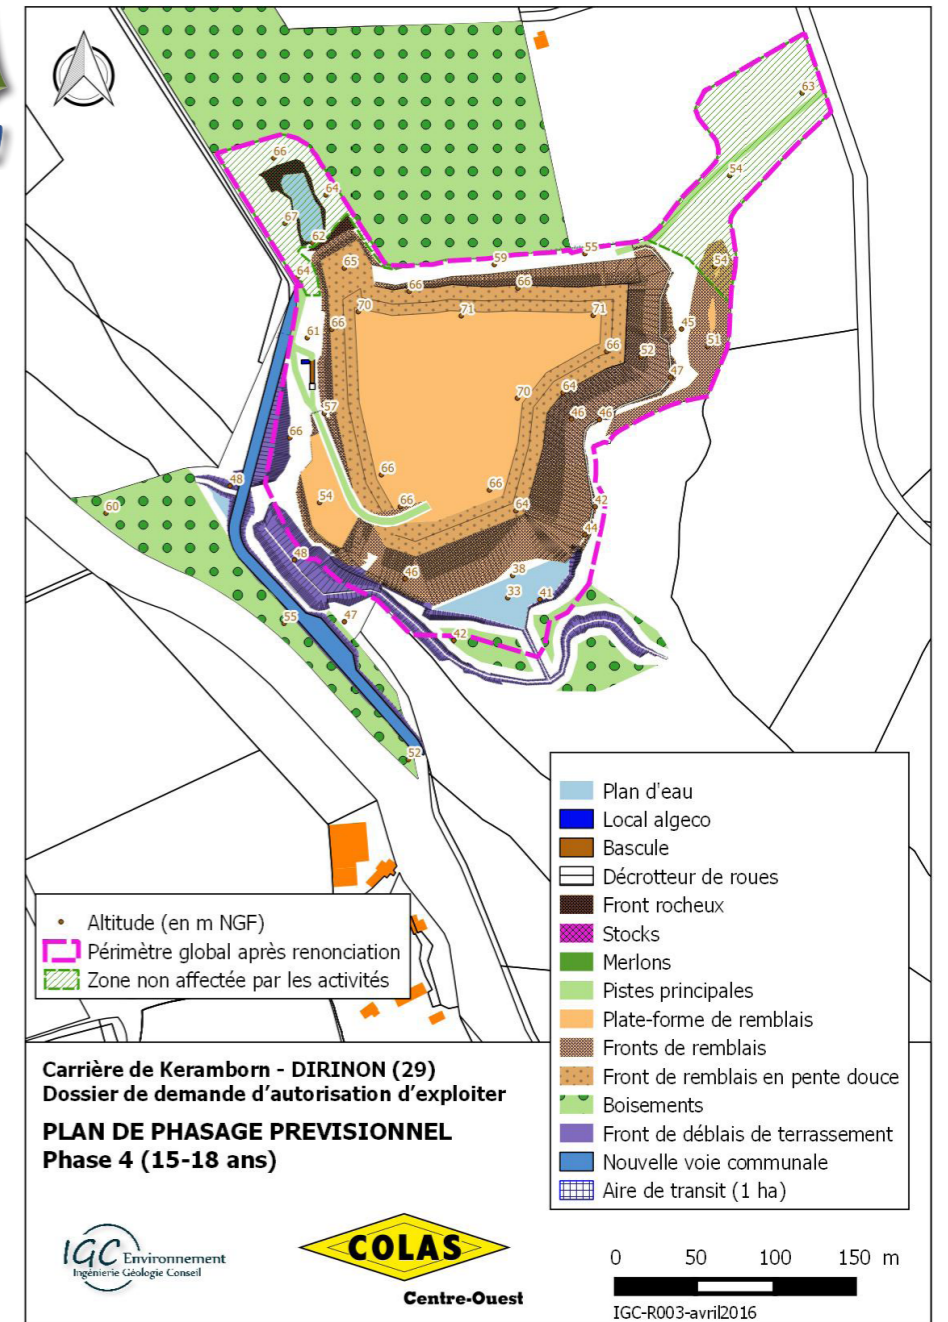 63
66
54
64
67
62
55
59
64
65
54
66
66
70
71
71
45
61
66
66
52
51
47
64
70
57
46
46
66
66
48
66
54
66
64
42
60
44
48
38
46
33
41
55
47
42
52
Altitude (en m NGF)
Périmètre global après renonciation
Zone non affectée par les activités
Plan d'eau
Local algeco
Bascule
Décrotteur de roues
Front rocheux
Stocks
Merlons
Pistes principales
Plate-forme de remblais
Fronts de remblais
Front de remblais en pente douce
Boisements
Front de déblais de terrassement
Nouvelle voie communale
Aire de transit (1 ha)
Carrière de Keramborn - DIRINON (29)
Dossier de demande d'autorisation d'exploiter
PLAN DE PHASAGE PREVISIONNEL
Phase 4 (15-18 ans)
IGC Environnement
Ingénierie Géologie Conseil
COLAS
Centre-Ouest
0 50 100 150 m
IGC-R003-avril2016